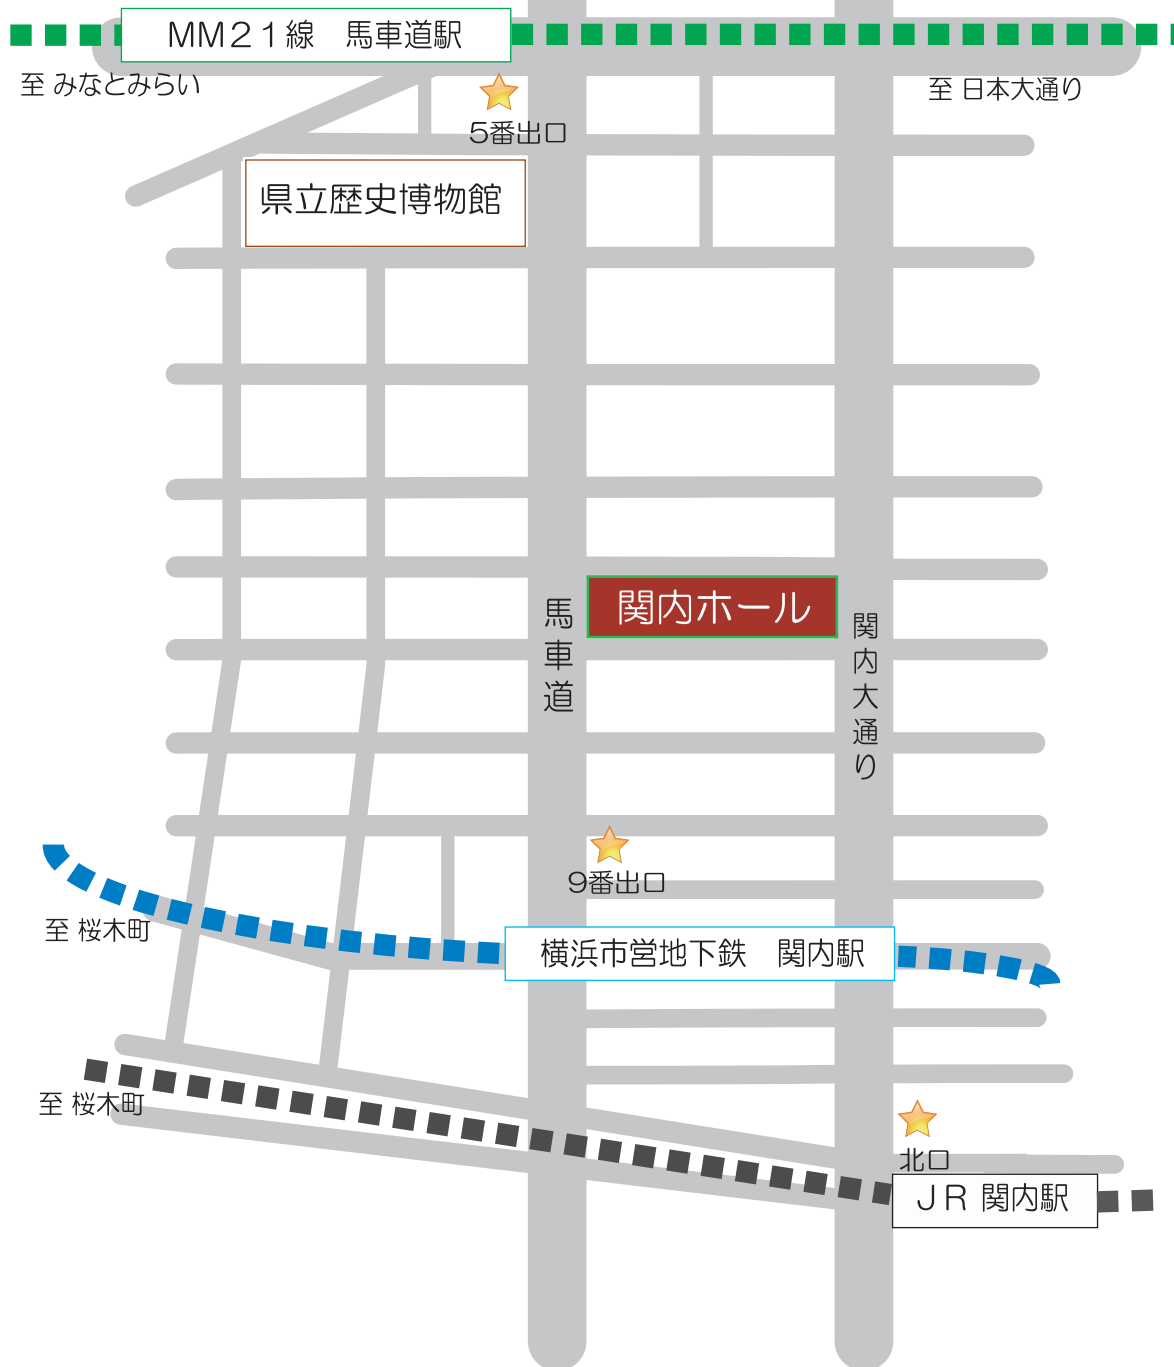 MM21線　馬車道駅
至 みなとみらい
至 日本大通り
5番出口
県立歴史博物館
関内ホール
馬車道
関内大通り
9番出口
至 桜木町
横浜市営地下鉄　関内駅
至 桜木町
北口
JR 関内駅